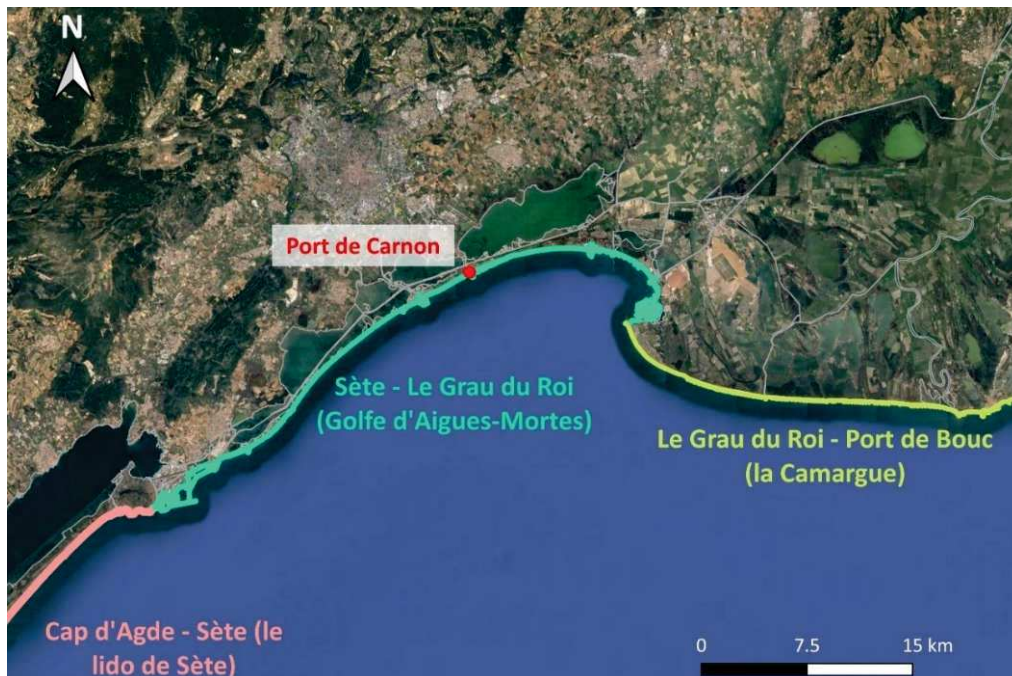 N
Port de Carnon
Sète - Le Grau du Roi
(Golfe d'Aigues-Mortes)
Le Grau du Roi - Port de Bouc
(la Camargue)
Cap d'Agde - Sète (le
lido de Sète)
0 7.5 15 km